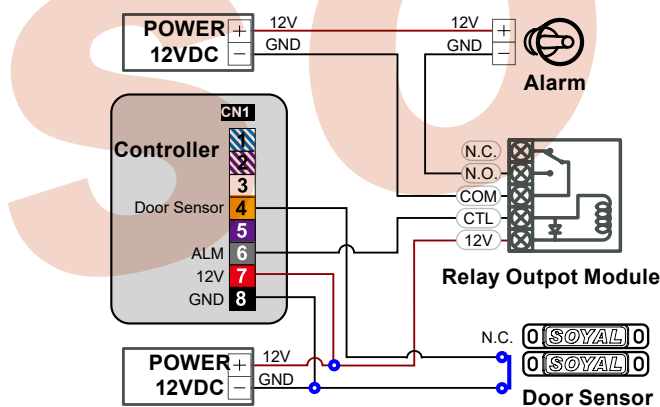 POWER + 12V 12V +
12VDC − GND GND −
Alarm
CN1
Controller
1
2
3
Door Sensor 4
5
ALM 6
12V 7
GND 8
N.C.
N.O.
COM
CTL
12V
Relay Outpot Module
POWER + 12V
12VDC − GND
N.C. SOYAL
SOYAL
Door Sensor
SO